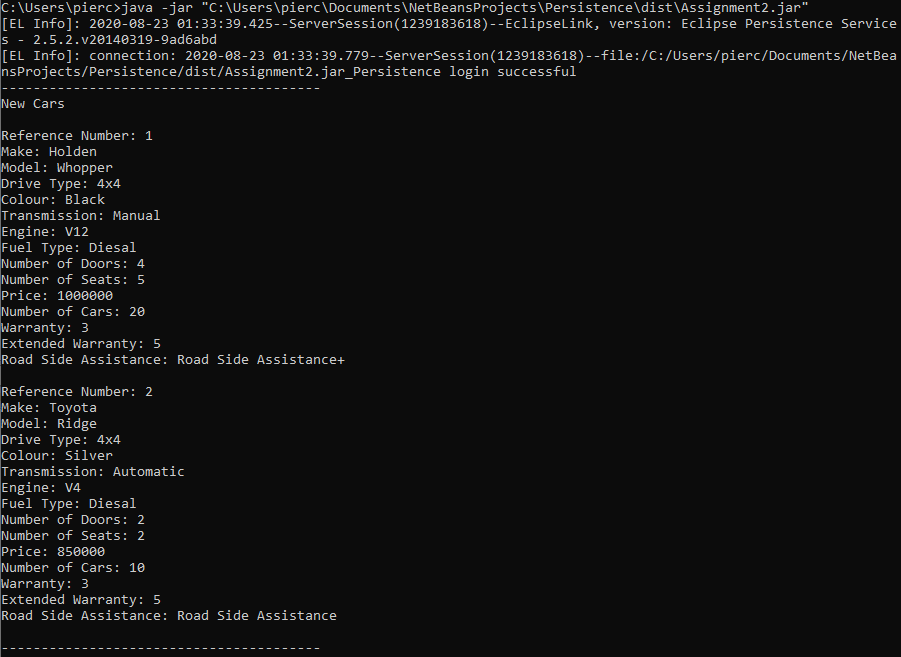 C:\Users\pierc>java -jar "C:\Users\pierc\Documents\NetBeansProjects\Persistence\dist\Assignment2.jar"
[EL Info]: 2020-08-23 01:33:39.425--ServerSession(1239183618)--EclipseLink, version: Eclipse Persistence Service
s - 2.5.2.v20140319-9ad6abd
[EL Info]: connection: 2020-08-23 01:33:39.779--ServerSession(1239183618)--file:/C:/Users/pierc/Documents/NetBea
nsProjects/Persistence/dist/Assignment2.jar_Persistence login successful
----------------------------------------
New Cars
Reference Number: 1
Make: Holden
Model: Whopper
Drive Type: 4x4
Colour: Black
Transmission: Manual
Engine: V12
Fuel Type: Diesal
Number of Doors: 4
Number of Seats: 5
Price: 1000000
Number of Cars: 20
Warranty: 3
Extended Warranty: 5
Road Side Assistance: Road Side Assistance+
Reference Number: 2
Make: Toyota
Model: Ridge
Drive Type: 4x4
Colour: Silver
Transmission: Automatic
Engine: V4
Fuel Type: Diesal
Number of Doors: 2
Number of Seats: 2
Price: 850000
Number of Cars: 10
Warranty: 3
Extended Warranty: 5
Road Side Assistance: Road Side Assistance
----------------------------------------